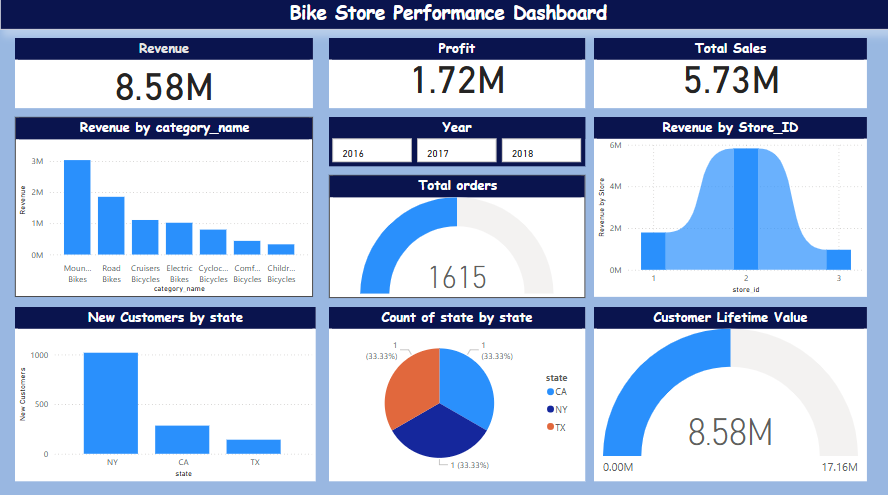 Bike Store Performance Dashboard
Revenue
8.58M
Profit
1.72M
Total Sales
5.73M
Revenue by category_name
3M
2M
1M
0M
Revenue
Moun...
Bikes
Road
Bikes
Cruisers
Bicycles
Electric
Bikes
Cycloc...
Bicycles
Comf...
Bicycles
Childr...
Bicycles
category_name
Year
2016
2017
2018
Total orders
1615
Revenue by Store_ID
6M
4M
2M
0M
Revenue by Store
1
2
3
store_id
New Customers by state
1000
500
0
New Customers
NY
CA
TX
state
Count of state by state
1
(33.33%)
1
(33.33%)
1 (33.33%)
state
CA
NY
TX
Customer Lifetime Value
8.58M
0.00M
17.16M